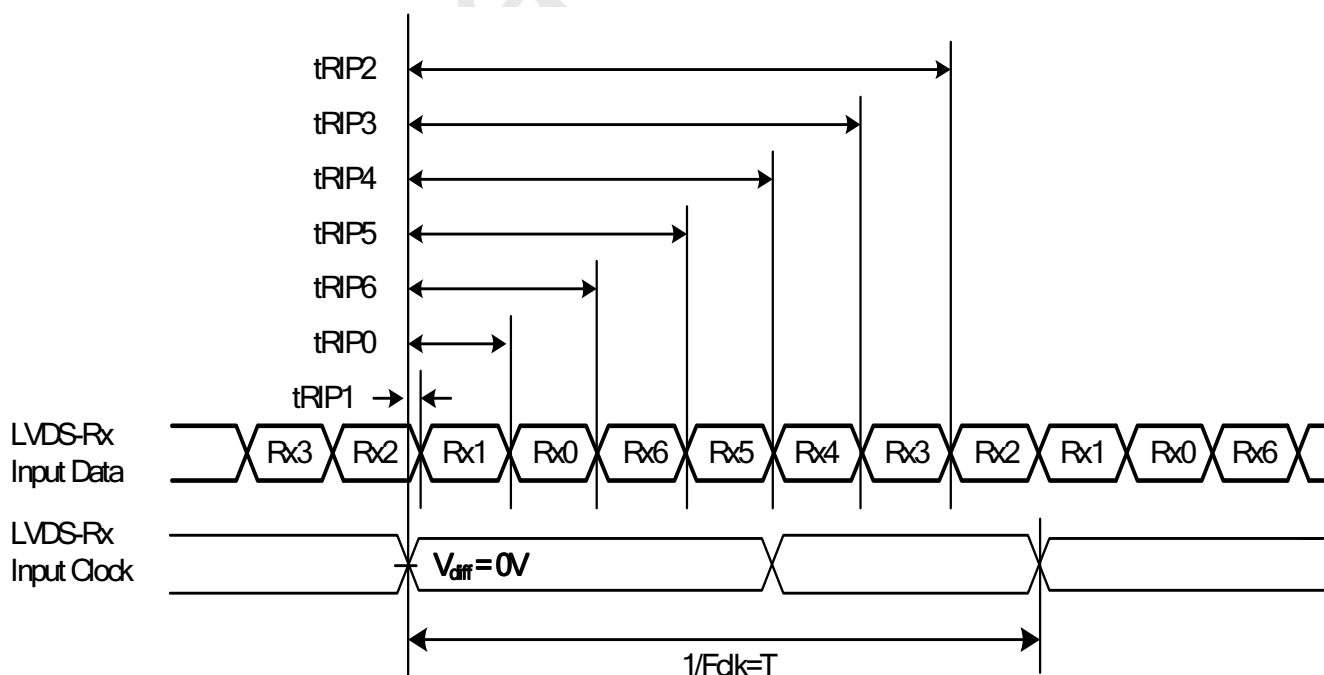 tRIP2
tRIP3
tRIP4
tRIP5
tRIP6
tRIP0
tRIP1
LVDS-Rx
Input Data
Rx3 Rx2 Rx1 Rx0 Rx6 Rx5 Rx4 Rx3 Rx2 Rx1 Rx0 Rx6
LVDS-Rx
Input Clock
Vdiff = 0V
1/Fclk=T